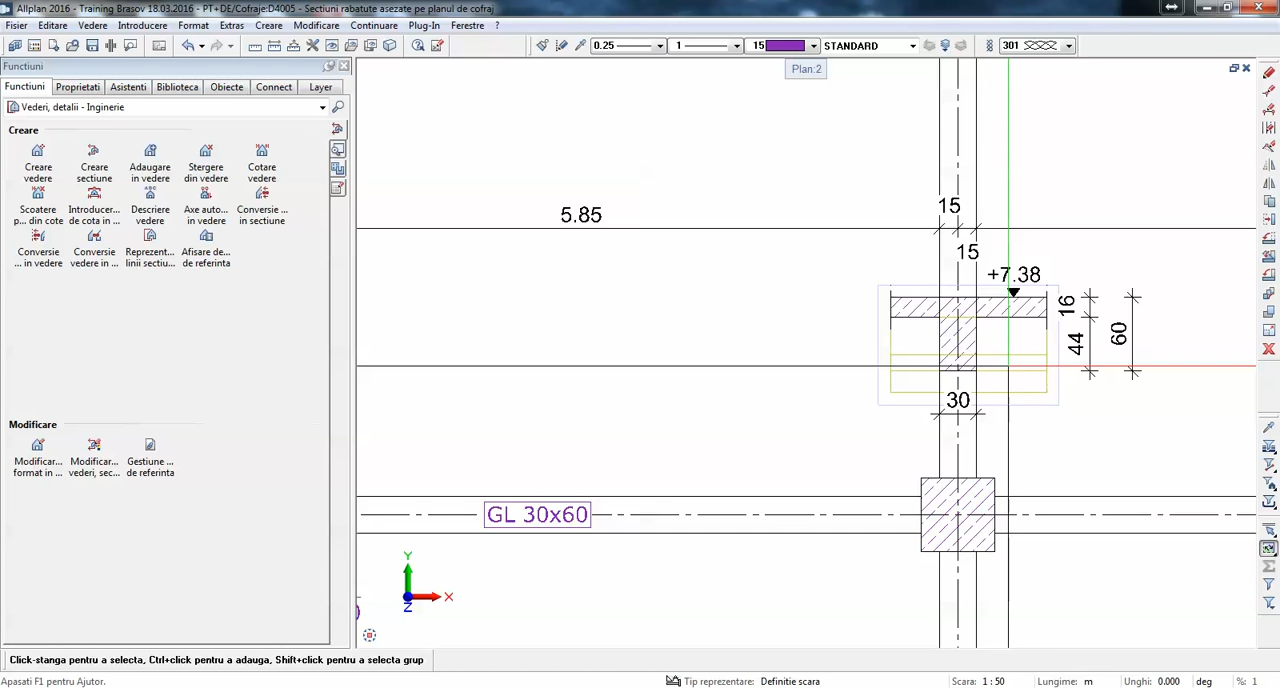 Allplan 2016 - Training Brasov 18.03.2016 - PT+DE/Cofraje:D4005 - Sectiuni rabatute asezate pe planul de cofraj
Fisier Editare Vedere Introducere Format Extras Creare Modificare Continuare Plug-In Ferestre ?
0.25 1 15 STANDARD 301
Functiuni
Plan:2
Functiuni Proprietati Asistenti Biblioteca Obiecte Connect Layer
Vederi, detalii - Inginerie
Creare
Creare vedere
Creare sectiune
Adaugare in vedere
Stergere din vedere
Cotare vedere
Scoatere p... din cote
Introducer... de cota in ...
Descriere vedere
Axe auto... in vedere
Conversie ... in sectiune
Conversie ... in vedere
Conversie vedere in ...
Reprezent... linii sectiu...
Afisare de... de referinta
Modificare
Modificar... format in ...
Modificar... vederi, sec...
Gestiune ... de referinta
5.85
15
15
+7.38
16
44
60
30
GL 30x60
Y
X
Z
Click-stanga pentru a selecta, Ctrl+click pentru a adauga, Shift+click pentru a selecta grup
Apasati F1 pentru Ajutor.
Tip reprezentare: Definitie scara Scara: 1 : 50 Lungime: m Unghi: 0.000 deg %: 1